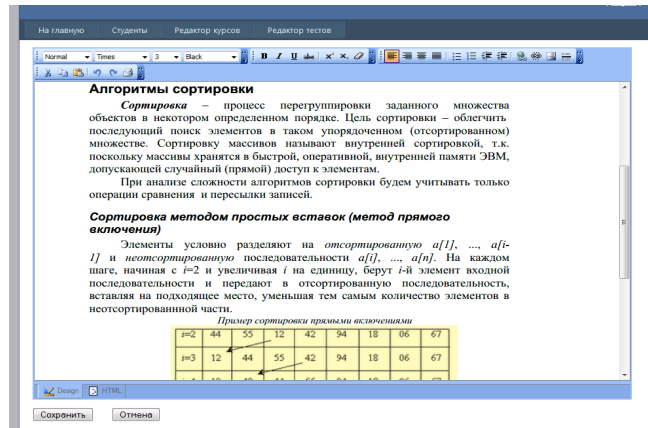 На главную Студенты Редактор курсов Редактор тестов
Normal Times 3 Black B I U abc x² x₂
Алгоритмы сортировки
Сортировка – процесс перегруппировки заданного множества
объектов в некотором определенном порядке. Цель сортировки – облегчить
последующий поиск элементов в таком упорядоченном (отсортированном)
множестве. Сортировку массивов называют внутренней сортировкой, т.к.
поскольку массивы хранятся в быстрой, оперативной, внутренней памяти ЭВМ,
допускающей случайный (прямой) доступ к элементам.
При анализе сложности алгоритмов сортировки будем учитывать только
операции сравнения и пересылки записей.
Сортировка методом простых вставок (метод прямого
включения)
Элементы условно разделяют на отсортированную a[1], ..., a[i-
1] и неотсортированную последовательности a[i], ..., a[n]. На каждом
шаге, начиная с i=2 и увеличивая i на единицу, берут i-й элемент входной
последовательности и передают в отсортированную последовательность,
вставляя на подходящее место, уменьшая тем самым количество элементов в
неотсортированнной части.
Пример сортировки прямыми включениями
i=2 44 55 12 42 94 18 06 67
i=3 12 44 55 42 94 18 06 67
Design HTML
Сохранить Отмена